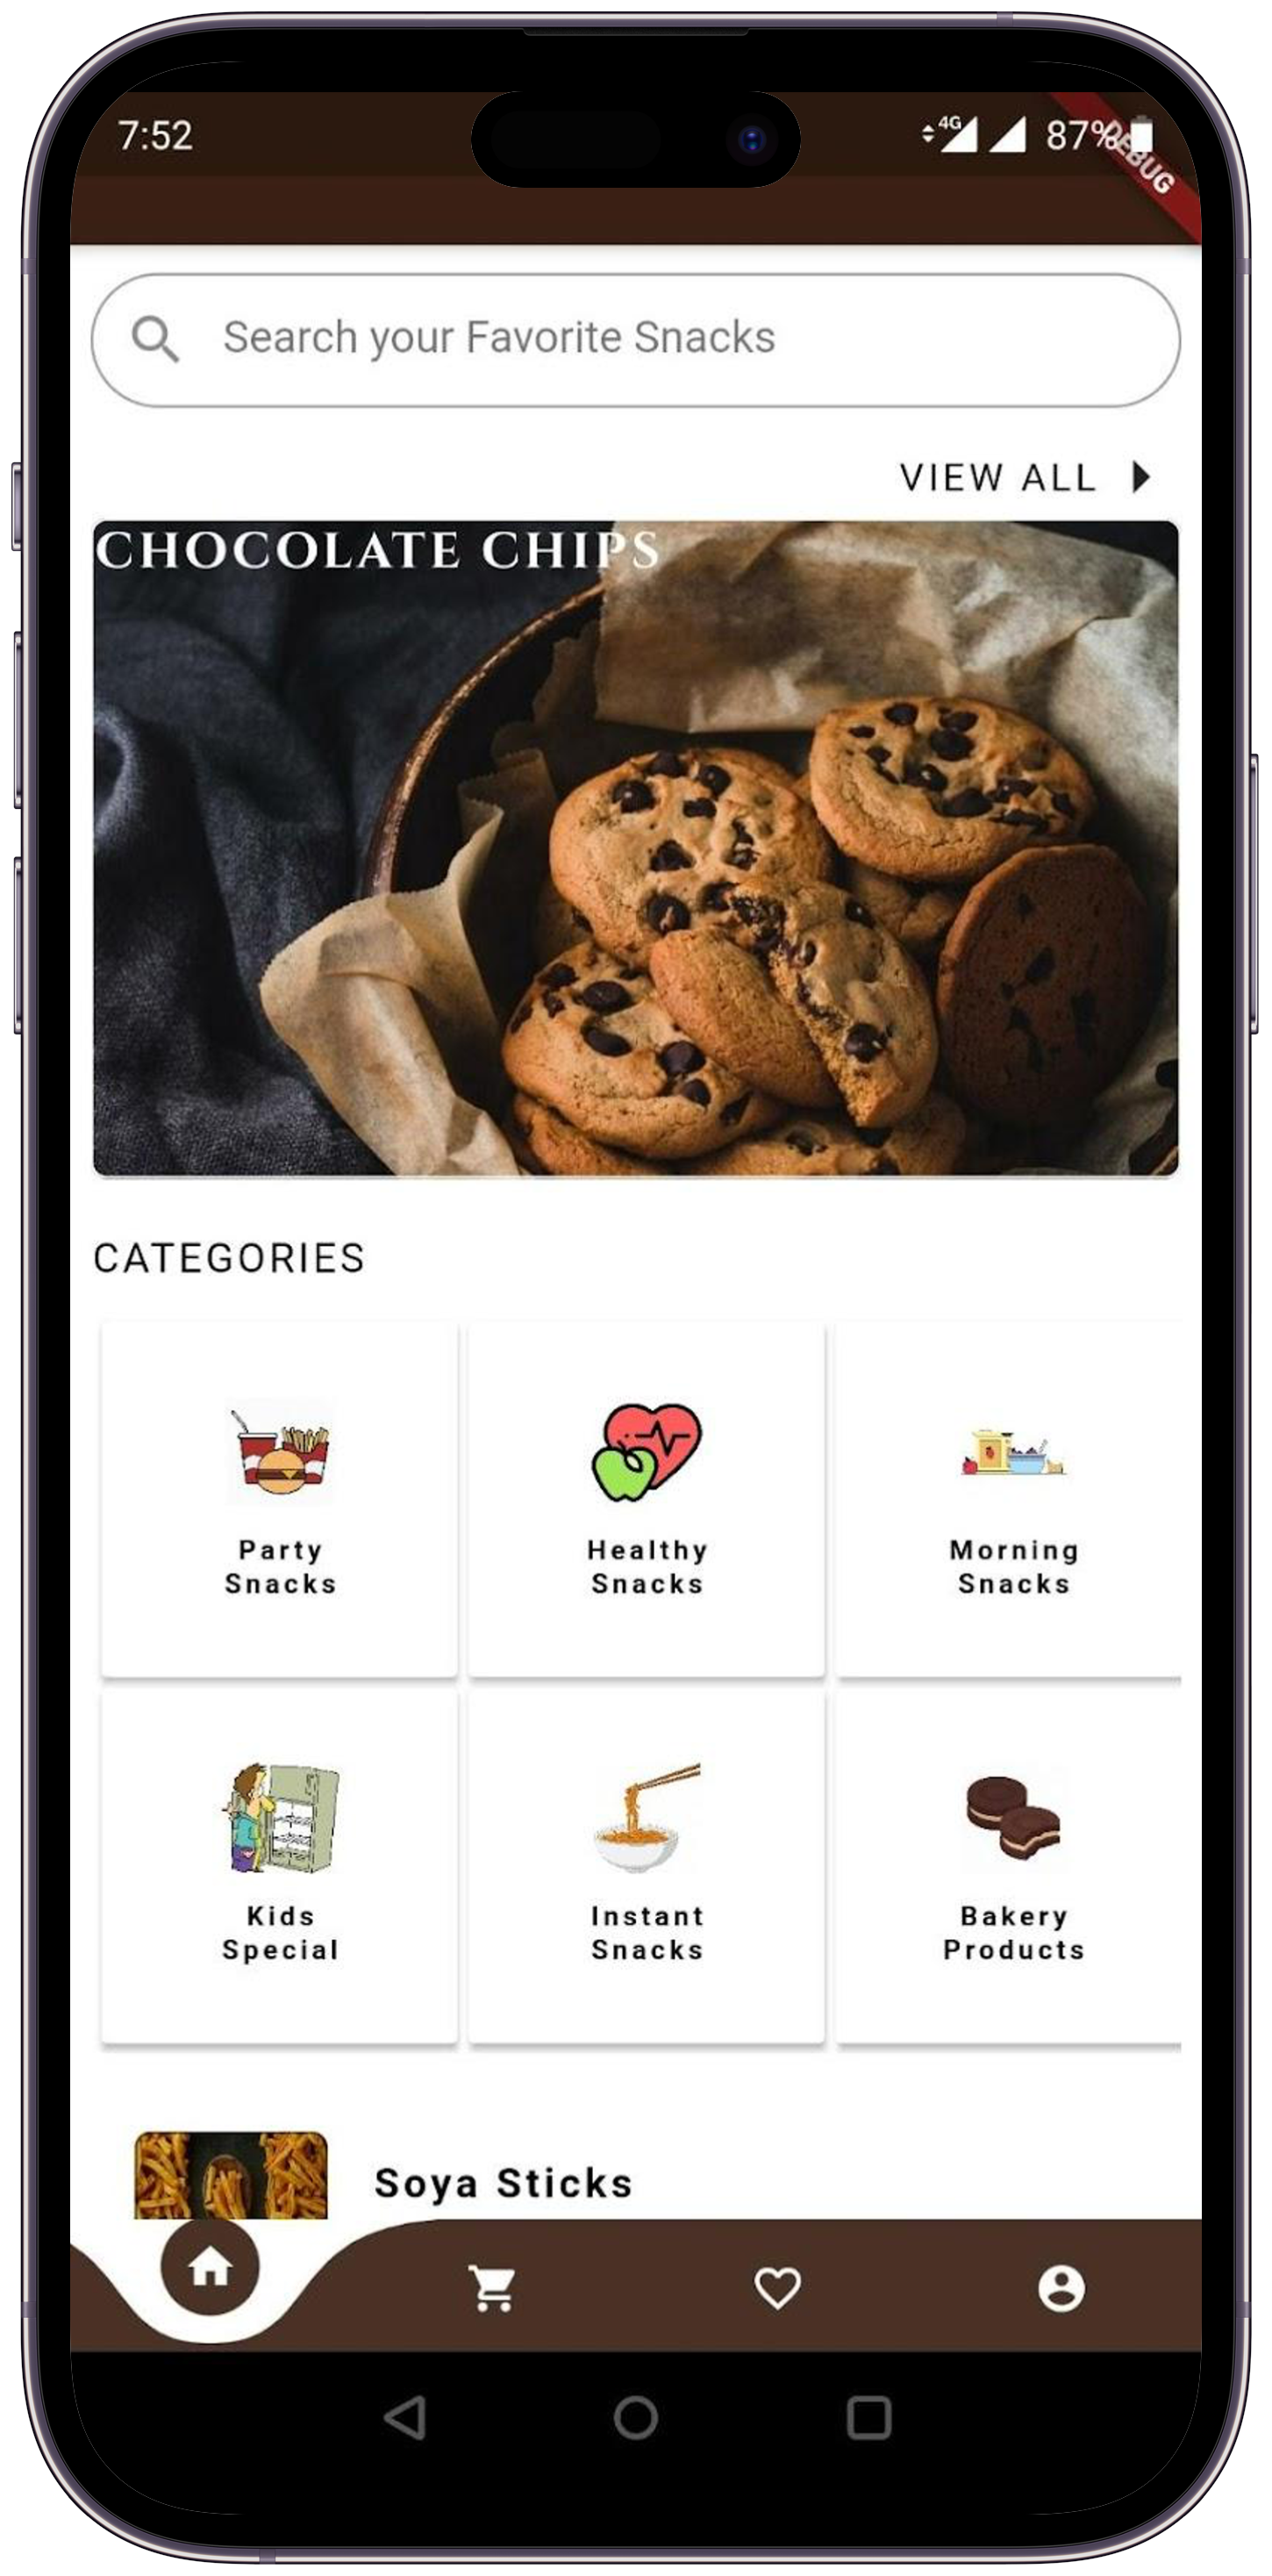 7:52
4G 87%
DEBUG
Search your Favorite Snacks
VIEW ALL
CHOCOLATE CHIPS
CATEGORIES
Party
Snacks
Healthy
Snacks
Morning
Snacks
Kids
Special
Instant
Snacks
Bakery
Products
Soya Sticks